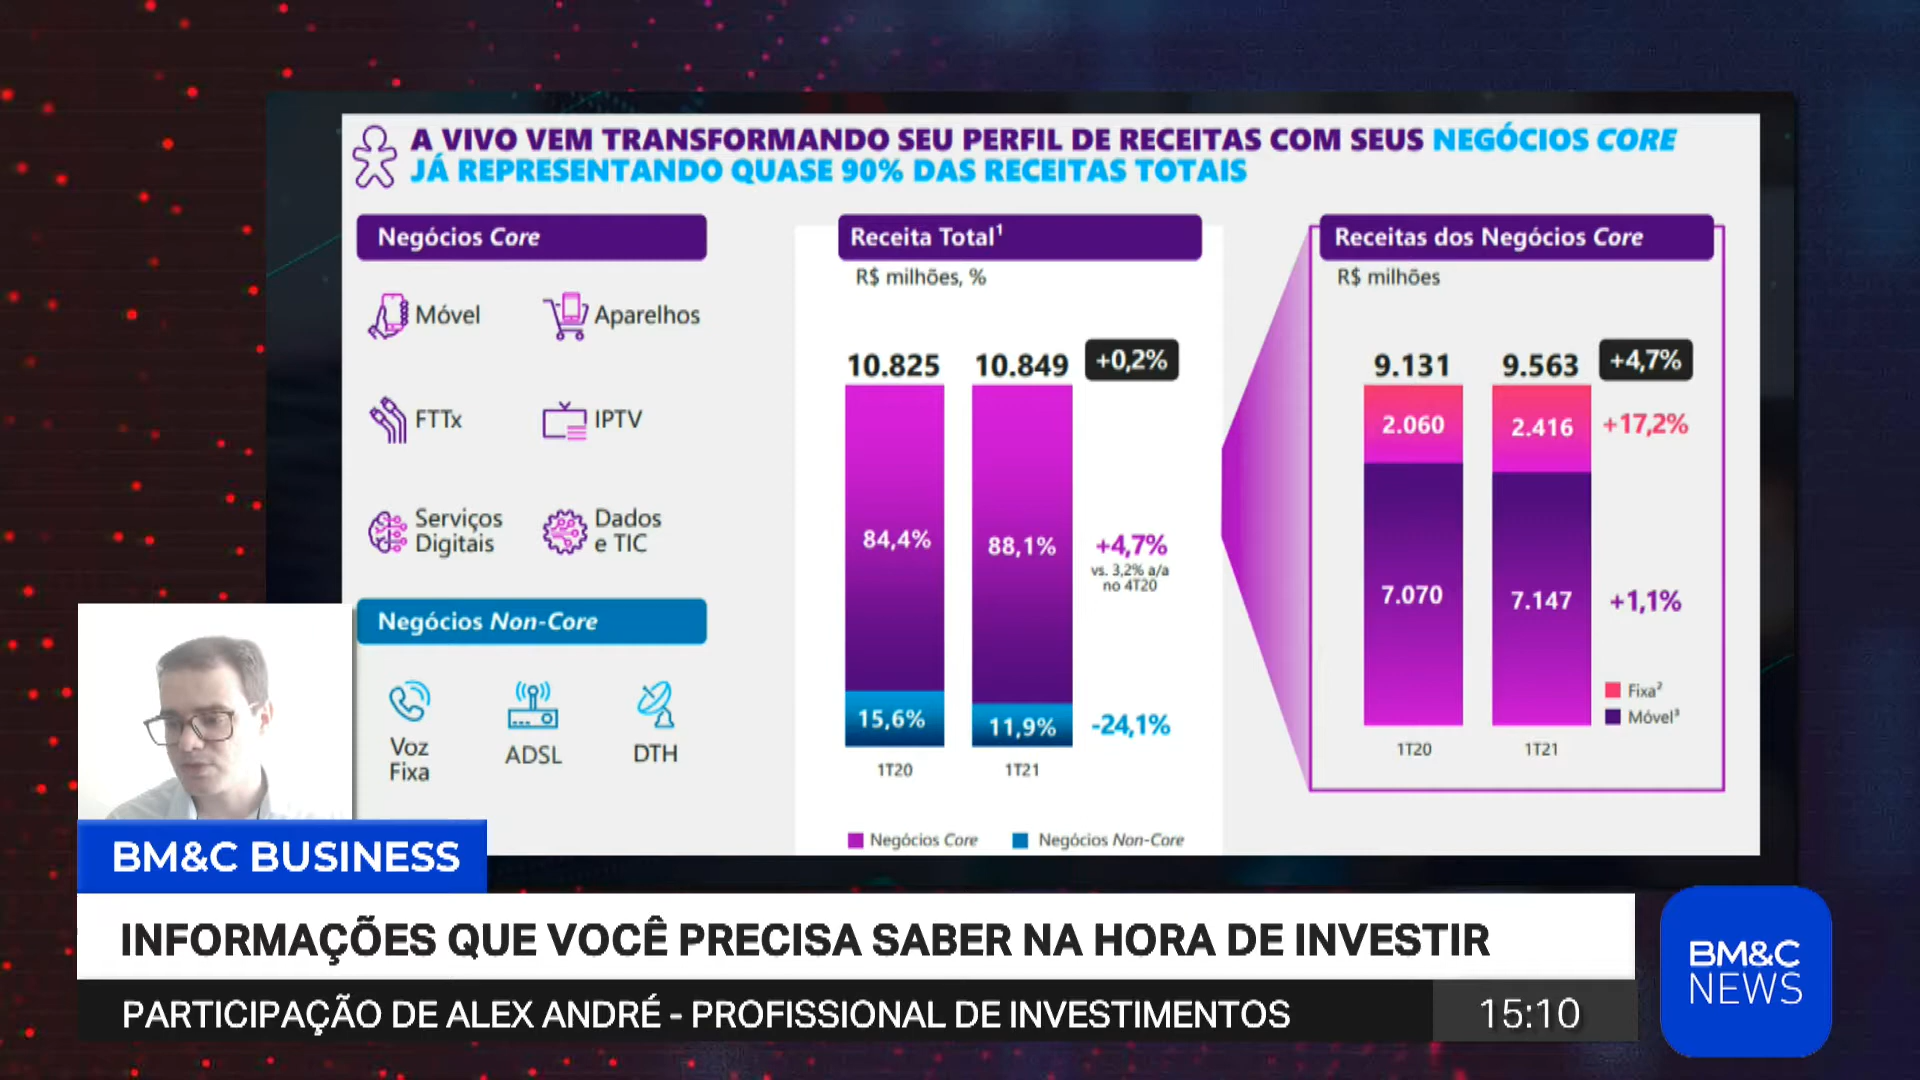 A VIVO VEM TRANSFORMANDO SEU PERFIL DE RECEITAS COM SEUS NEGÓCIOS CORE
JÁ REPRESENTANDO QUASE 90% DAS RECEITAS TOTAIS
Negócios Core
Móvel
Aparelhos
FTTx
IPTV
Serviços
Digitais
Dados
e TIC
Negócios Non-Core
Voz
Fixa
ADSL
DTH
Receita Total¹
R$ milhões, %
10.825
10.849
+0,2%
84,4%
88,1%
+4,7%
vs. 3,2% a/a
no 4T20
15,6%
11,9%
-24,1%
1T20
1T21
Negócios Core
Negócios Non-Core
Receitas dos Negócios Core
R$ milhões
9.131
9.563
+4,7%
2.060
2.416
+17,2%
7.070
7.147
+1,1%
Fixa²
Móvel³
1T20
1T21
BM&C BUSINESS
INFORMAÇÕES QUE VOCÊ PRECISA SABER NA HORA DE INVESTIR
PARTICIPAÇÃO DE ALEX ANDRÉ - PROFISSIONAL DE INVESTIMENTOS
15:10
BM&C
NEWS